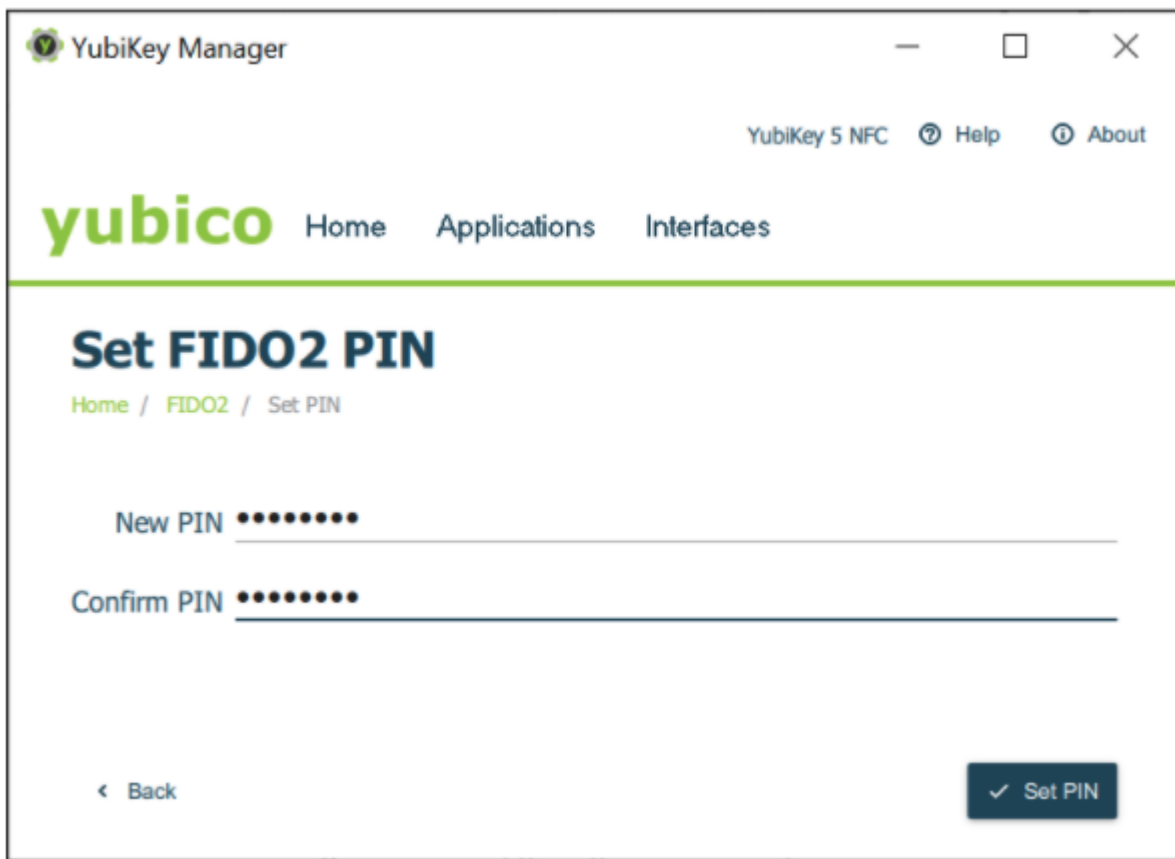 YubiKey Manager
YubiKey 5 NFC Help About
yubico Home Applications Interfaces
Set FIDO2 PIN
Home / FIDO2 / Set PIN
New PIN ••••••••
Confirm PIN ••••••••
Back Set PIN